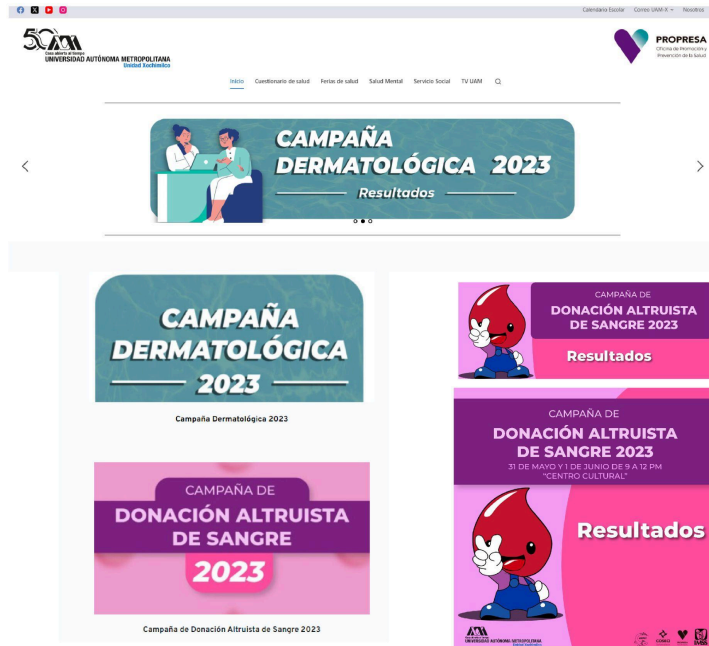 Calendario Escolar Correo UAM-X Nosotros
50
Casa abierta al tiempo
UNIVERSIDAD AUTÓNOMA METROPOLITANA
Unidad Xochimilco
PROPRESA
Oficina de Promoción y
Prevención de la Salud
Inicio Cuestionario de salud Ferias de salud Salud Mental Servicio Social TV UAM
CAMPAÑA
DERMATOLÓGICA 2023
Resultados
CAMPAÑA
DERMATOLÓGICA
2023
Campaña Dermatológica 2023
CAMPAÑA DE
DONACIÓN ALTRUISTA
DE SANGRE
2023
Campaña de Donación Altruista de Sangre 2023
CAMPAÑA DE
DONACIÓN ALTRUISTA
DE SANGRE 2023
Resultados
CAMPAÑA DE
DONACIÓN ALTRUISTA
DE SANGRE 2023
31 DE MAYO Y 1 DE JUNIO DE 9 A 12 PM
"CENTRO CULTURAL"
Resultados
UNIVERSIDAD AUTÓNOMA METROPOLITANA
Unidad Xochimilco